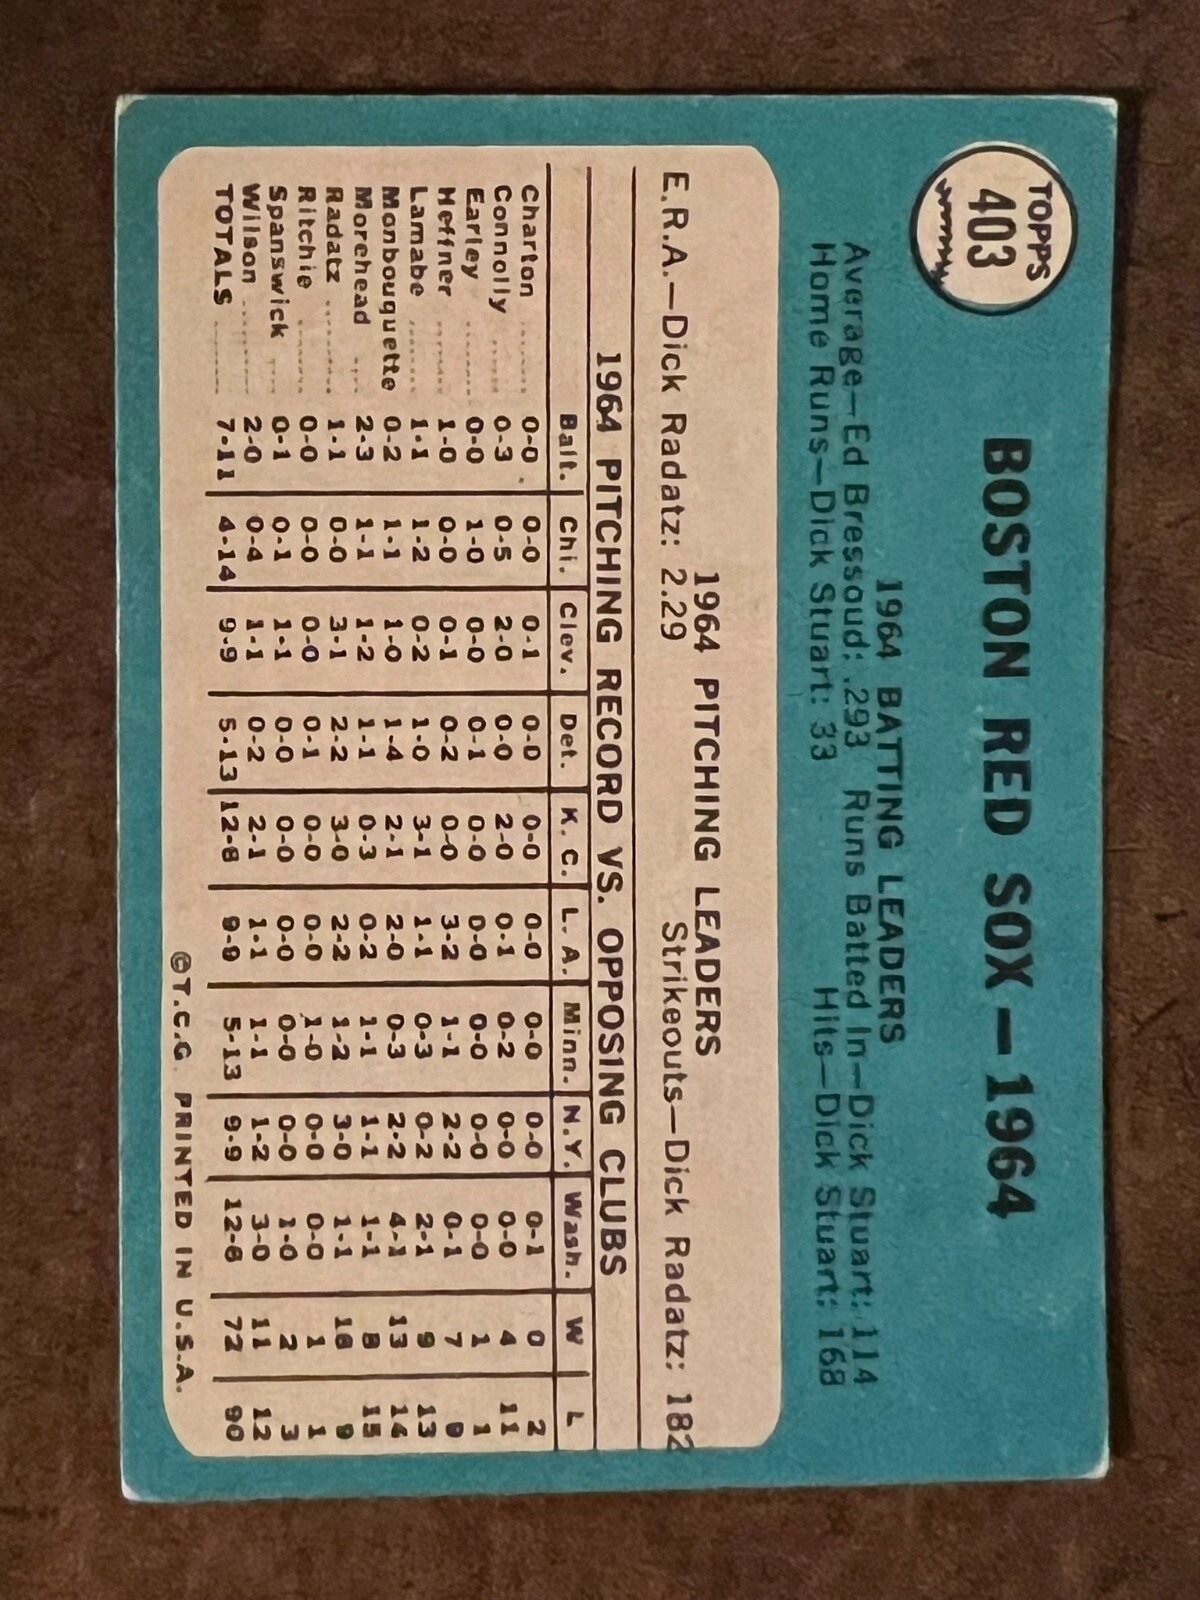 TOPPS
403
BOSTON RED SOX—1964
1964 BATTING LEADERS
Average—Ed Bressoud: .293 Runs Batted In—Dick Stuart: 114
Home Runs—Dick Stuart: 33 Hits—Dick Stuart: 168
1964 PITCHING LEADERS
E.R.A.—Dick Radatz: 2.29 Strikeouts—Dick Radatz: 182
1964 PITCHING RECORD VS. OPPOSING CLUBS
Balt. Chi. Clev. Det. K.C. L.A. Minn. N.Y. Wash. W L
Charton ........ 0-0 0-0 0-1 0-0 0-0 0-0 0-0 0-0 0-1 0 2
Connolly ...... 0-3 0-5 2-0 0-0 2-0 0-1 0-2 0-0 0-0 4 11
Earley ......... 0-0 1-0 0-0 0-1 0-0 0-0 0-0 0-0 0-0 1 1
Heffner ....... 1-0 0-0 0-1 0-2 0-0 3-2 1-1 2-2 0-1 7 9
Lamabe ....... 1-1 1-2 0-2 1-0 3-1 1-1 0-3 0-2 2-1 9 13
Monbouquette 0-2 1-1 1-0 1-4 2-1 2-0 0-3 2-2 4-1 13 14
Morehead .... 2-3 1-1 1-2 1-1 0-3 0-2 1-1 1-1 1-1 8 15
Radatz ........ 1-1 0-0 3-1 2-2 3-0 2-2 1-2 3-0 1-1 16 9
Ritchie ........ 0-0 0-0 0-0 0-1 0-0 0-0 1-0 0-0 0-0 1 1
Spanswick .... 0-1 0-1 1-1 0-0 0-0 0-0 0-0 0-0 1-0 2 3
Wilson ........ 2-0 0-4 1-1 0-2 2-1 1-1 1-1 1-2 3-0 11 12
TOTALS ........ 7-11 4-14 9-9 5-13 12-6 9-9 5-13 9-9 12-6 72 90
©T.C.G. PRINTED IN U.S.A.